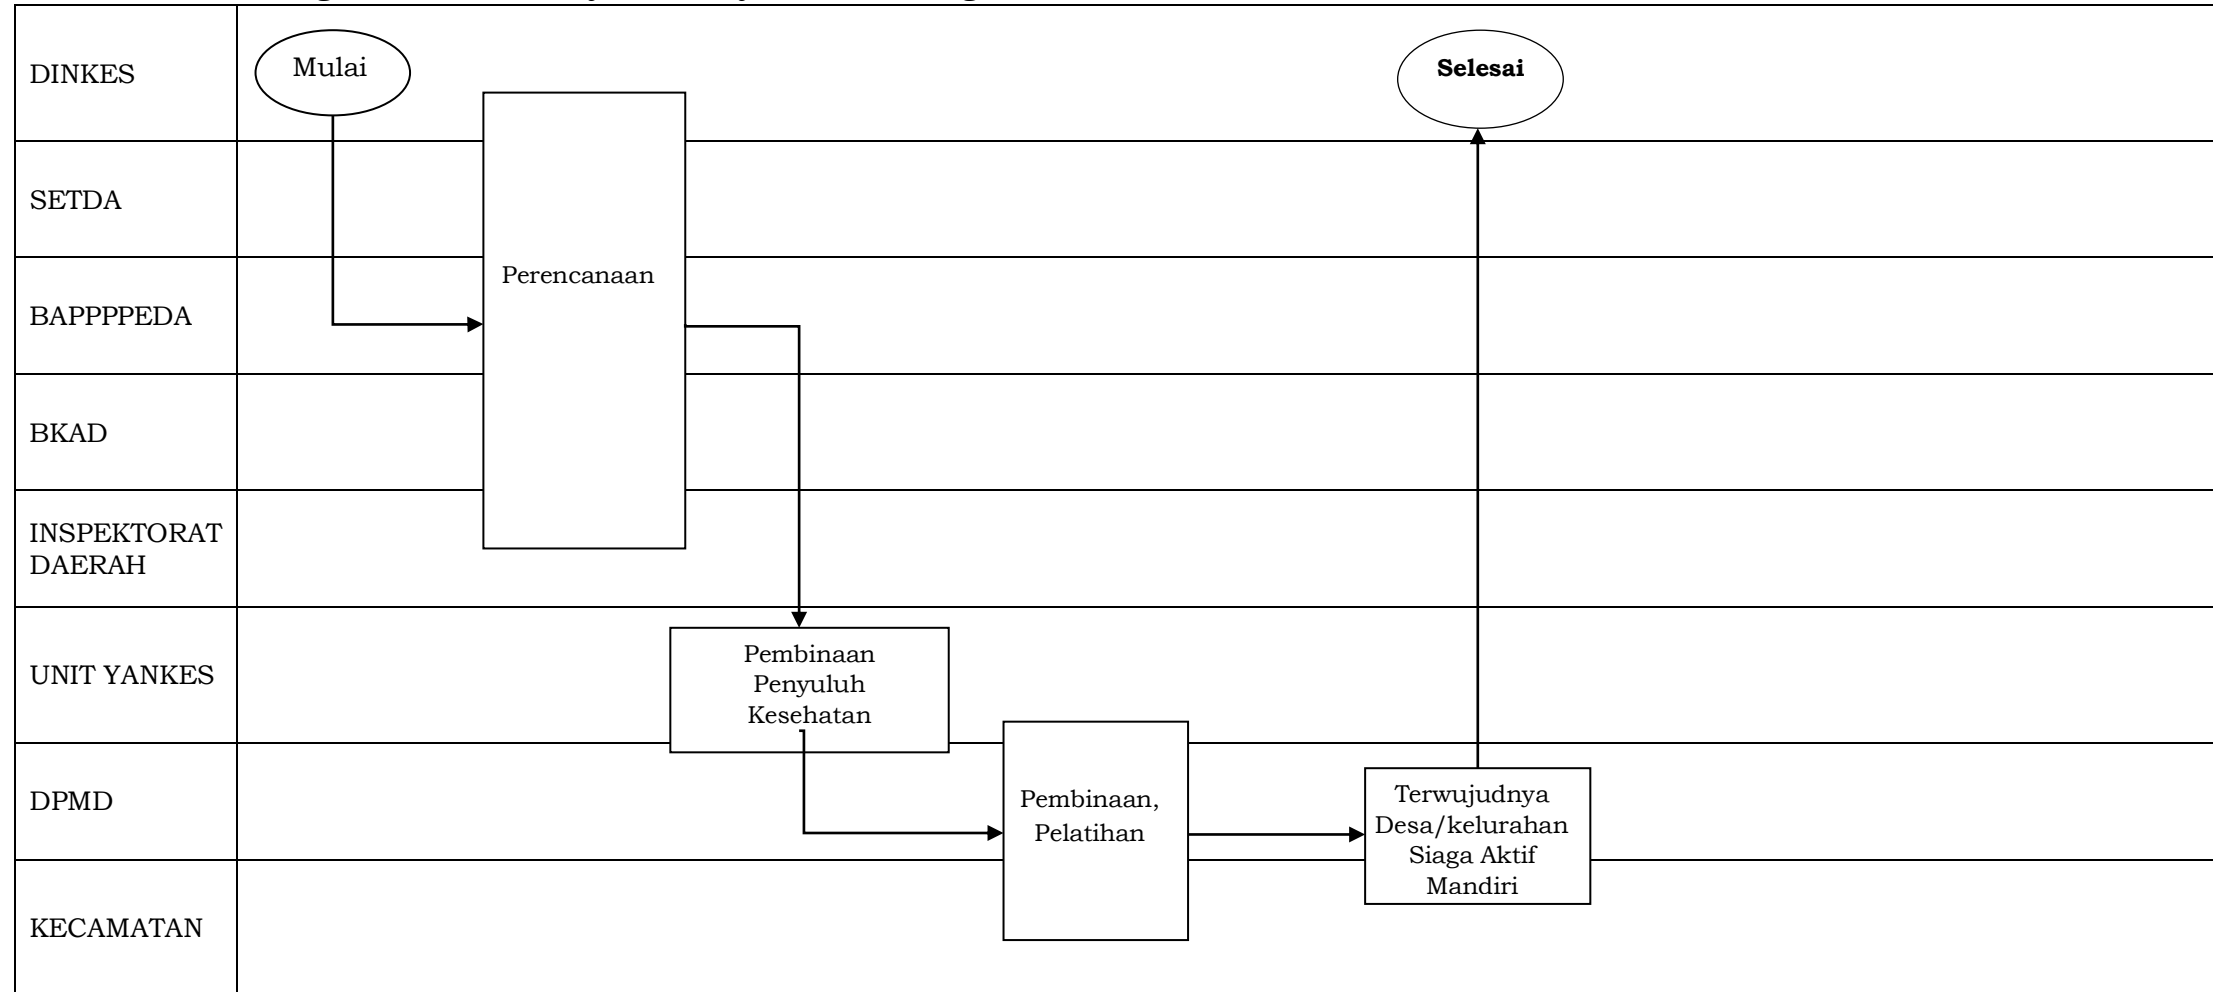 DINKES
Mulai
Selesai
SETDA
BAPPPPEDA
Perencanaan
BKAD
INSPEKTORAT
DAERAH
UNIT YANKES
Pembinaan
Penyuluh
Kesehatan
DPMD
Pembinaan,
Pelatihan
Terwujudnya
Desa/kelurahan
Siaga Aktif
Mandiri
KECAMATAN